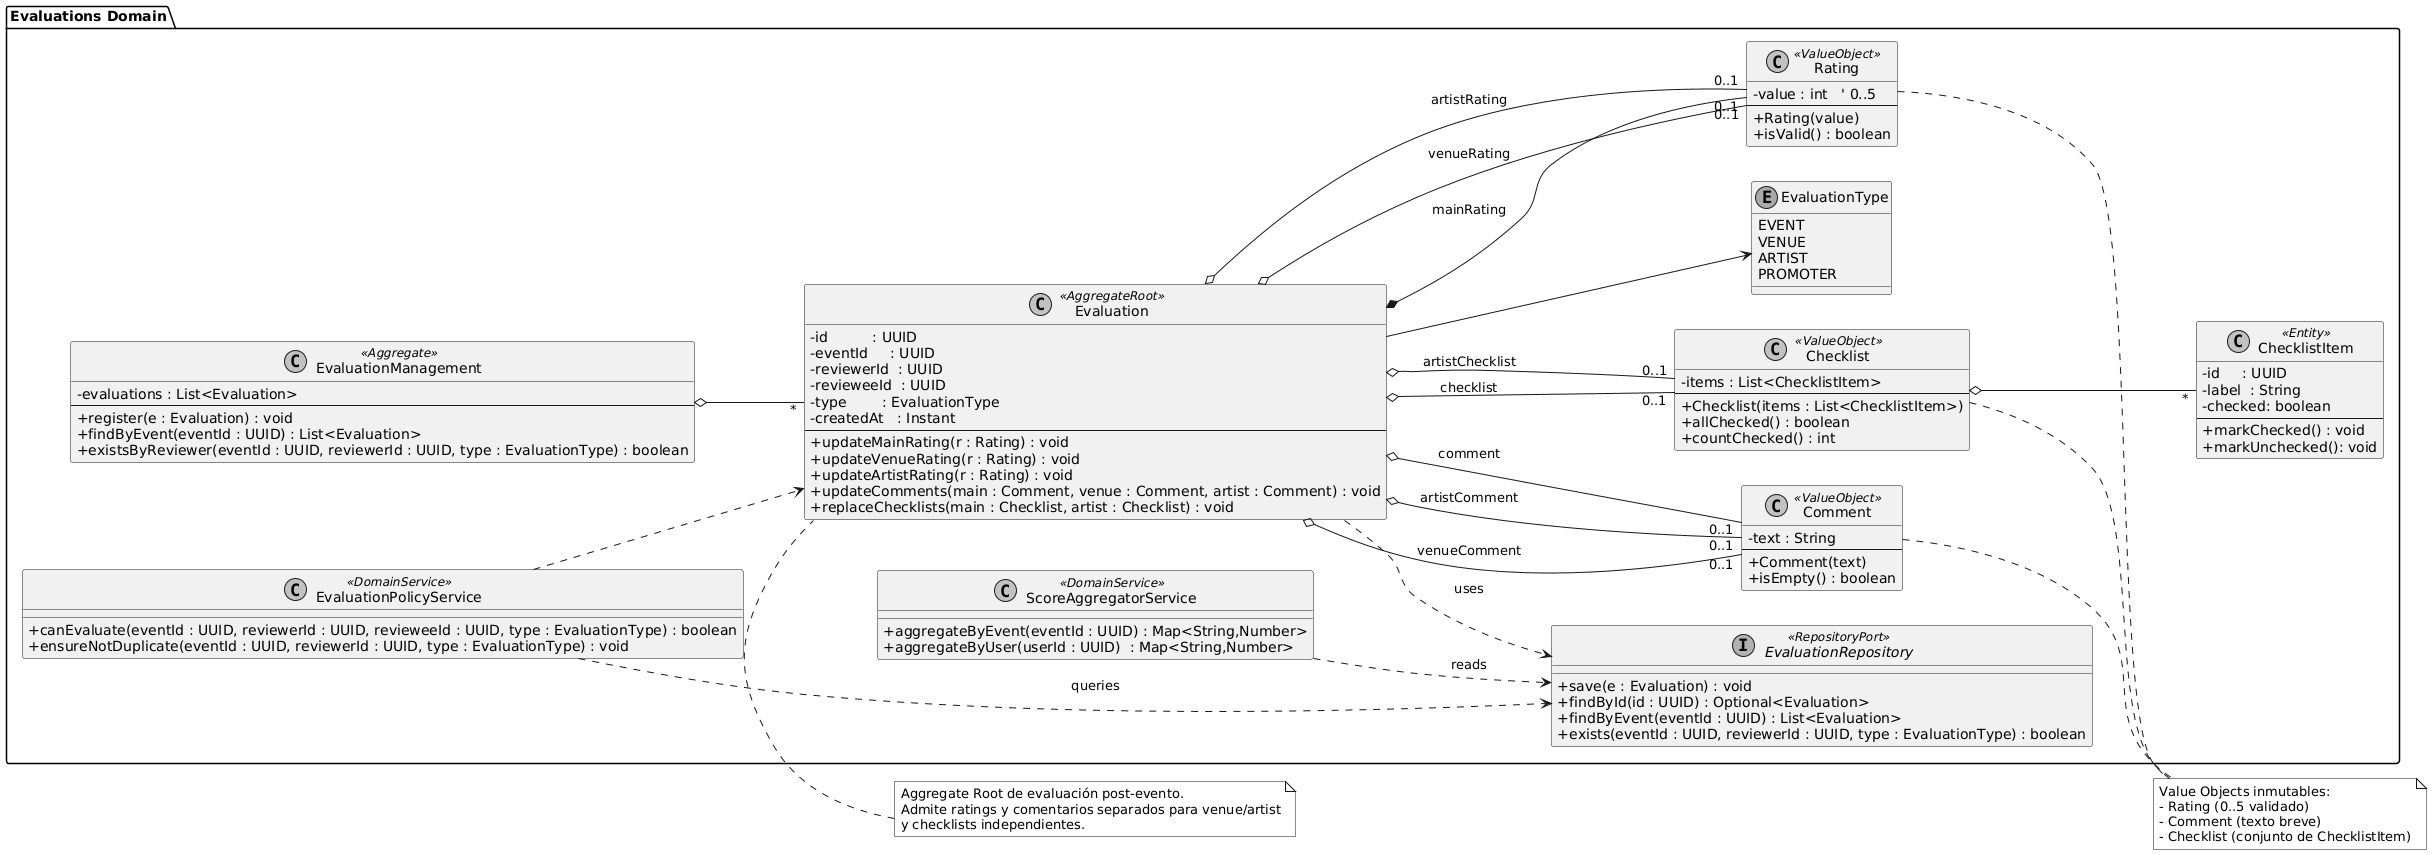 Evaluations Domain
«ValueObject»
Rating
-value : int   ' 0..5
+Rating(value)
+isValid() : boolean
0..1
0..1
0..1
artistRating
venueRating
mainRating
EvaluationType
EVENT
VENUE
ARTIST
PROMOTER
«AggregateRoot»
Evaluation
-id          : UUID
-eventId     : UUID
-reviewerId  : UUID
-revieweeId  : UUID
-type        : EvaluationType
-createdAt   : Instant
+updateMainRating(r : Rating) : void
+updateVenueRating(r : Rating) : void
+updateArtistRating(r : Rating) : void
+updateComments(main : Comment, venue : Comment, artist : Comment) : void
+replaceChecklists(main : Checklist, artist : Checklist) : void
«Aggregate»
EvaluationManagement
-evaluations : List<Evaluation>
+register(e : Evaluation) : void
+findByEvent(eventId : UUID) : List<Evaluation>
+existsByReviewer(eventId : UUID, reviewerId : UUID, type : EvaluationType) : boolean
*
artistChecklist
0..1
checklist
0..1
«ValueObject»
Checklist
-items : List<ChecklistItem>
+Checklist(items : List<ChecklistItem>)
+allChecked() : boolean
+countChecked() : int
*
«Entity»
ChecklistItem
-id     : UUID
-label  : String
-checked: boolean
+markChecked() : void
+markUnchecked(): void
comment
artistComment
venueComment
0..1
0..1
0..1
«ValueObject»
Comment
-text : String
+Comment(text)
+isEmpty() : boolean
«DomainService»
EvaluationPolicyService
+canEvaluate(eventId : UUID, reviewerId : UUID, revieweeId : UUID, type : EvaluationType) : boolean
+ensureNotDuplicate(eventId : UUID, reviewerId : UUID, type : EvaluationType) : void
«DomainService»
ScoreAggregatorService
+aggregateByEvent(eventId : UUID) : Map<String,Number>
+aggregateByUser(userId : UUID)  : Map<String,Number>
uses
reads
queries
«RepositoryPort»
EvaluationRepository
+save(e : Evaluation) : void
+findById(id : UUID) : Optional<Evaluation>
+findByEvent(eventId : UUID) : List<Evaluation>
+exists(eventId : UUID, reviewerId : UUID, type : EvaluationType) : boolean
Aggregate Root de evaluación post-evento.
Admite ratings y comentarios separados para venue/artist
y checklists independientes.
Value Objects inmutables:
- Rating (0..5 validado)
- Comment (texto breve)
- Checklist (conjunto de ChecklistItem)